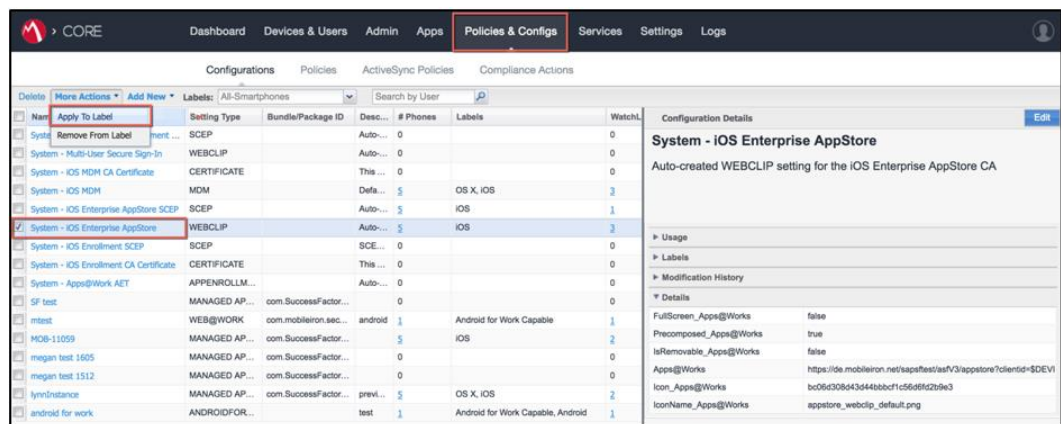 CORE Dashboard Devices & Users Admin Apps Policies & Configs Services Settings Logs
Configurations Policies ActiveSync Policies Compliance Actions
Delete More Actions Add New Labels: All-Smartphones Search by User
Nam Setting Type Bundle/Package ID Desc... # Phones Labels WatchL
Apply To Label
Syste ment ... SCEP Auto-... 0 0
Remove From Label
System - Multi-User Secure Sign-In WEBCLIP Auto-... 0 0
System - iOS MDM CA Certificate CERTIFICATE This ... 0 0
System - iOS MDM MDM Defa... 5 OS X, iOS 3
System - iOS Enterprise AppStore SCEP SCEP Auto-... 5 iOS 1
System - iOS Enterprise AppStore WEBCLIP Auto-... 5 iOS 3
System - iOS Enrollment SCEP SCEP SCE... 0 0
System - iOS Enrollment CA Certificate CERTIFICATE This ... 0 0
System - Apps@Work AET APPENROLLM... Auto-... 0 0
SF test MANAGED AP... com.SuccessFactor... 0 0
mtest WEB@WORK com.mobileiron.sec... android 1 Android for Work Capable 1
MOB-11059 MANAGED AP... com.SuccessFactor... 5 iOS 2
megan test 1605 MANAGED AP... com.SuccessFactor... 0 0
megan test 1512 MANAGED AP... com.SuccessFactor... 0 0
lynnInstance MANAGED AP... com.SuccessFactor... previ... 5 OS X, iOS 2
android for work ANDROIDFOR... test 1 Android for Work Capable, Android 1
Configuration Details Edit
System - iOS Enterprise AppStore
Auto-created WEBCLIP setting for the iOS Enterprise AppStore CA
Usage
Labels
Modification History
Details
FullScreen_Apps@Works false
Precomposed_Apps@Works true
IsRemovable_Apps@Works false
Apps@Works https://de.mobileiron.net/sapsftest/asfV3/appstore?clientid=$DEVI
Icon_Apps@Works bc06d308d43d44bbbcf1c56d6fd2b9e3
IconName_Apps@Works appstore_webclip_default.png